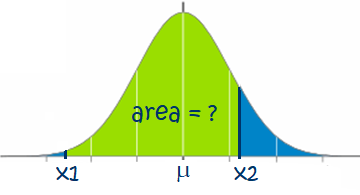 area = ?
x1 μ x2